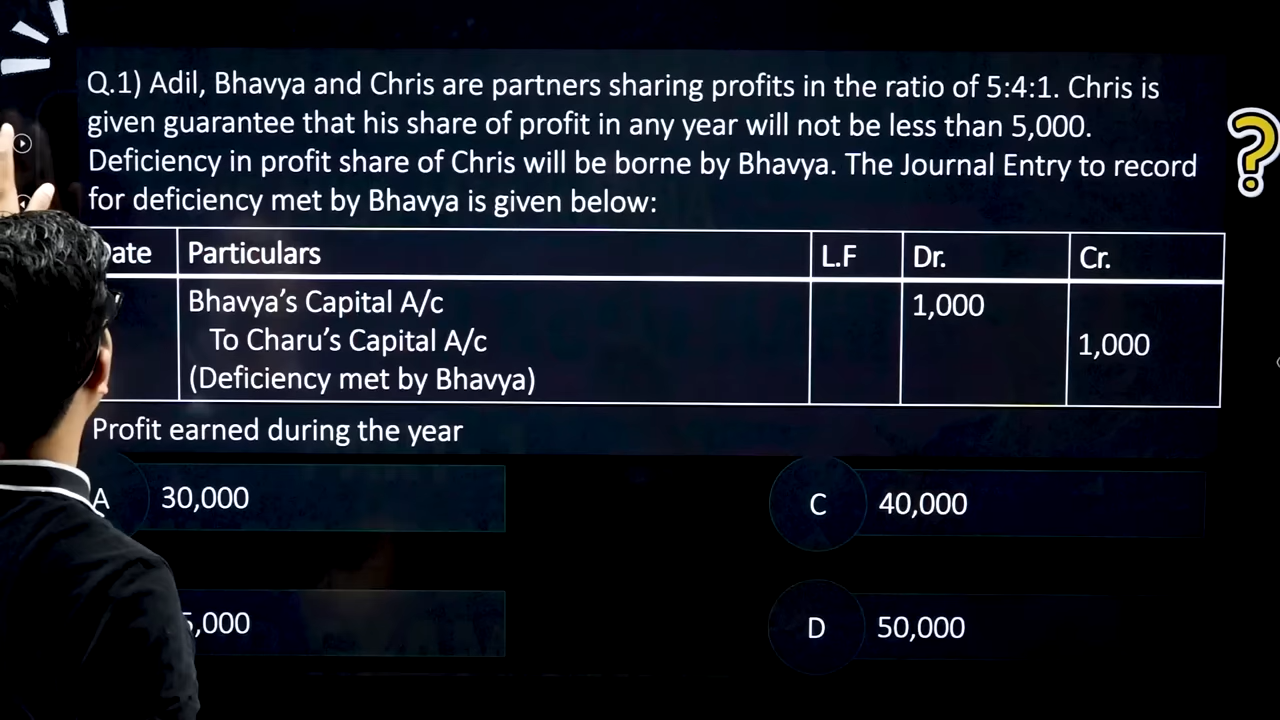 Q.1) Adil, Bhavya and Chris are partners sharing profits in the ratio of 5:4:1. Chris is
given guarantee that his share of profit in any year will not be less than 5,000.
Deficiency in profit share of Chris will be borne by Bhavya. The Journal Entry to record
for deficiency met by Bhavya is given below:
Date Particulars L.F Dr. Cr.
Bhavya’s Capital A/c 1,000
To Charu’s Capital A/c 1,000
(Deficiency met by Bhavya)
Profit earned during the year
A 30,000
C 40,000
5,000
D 50,000